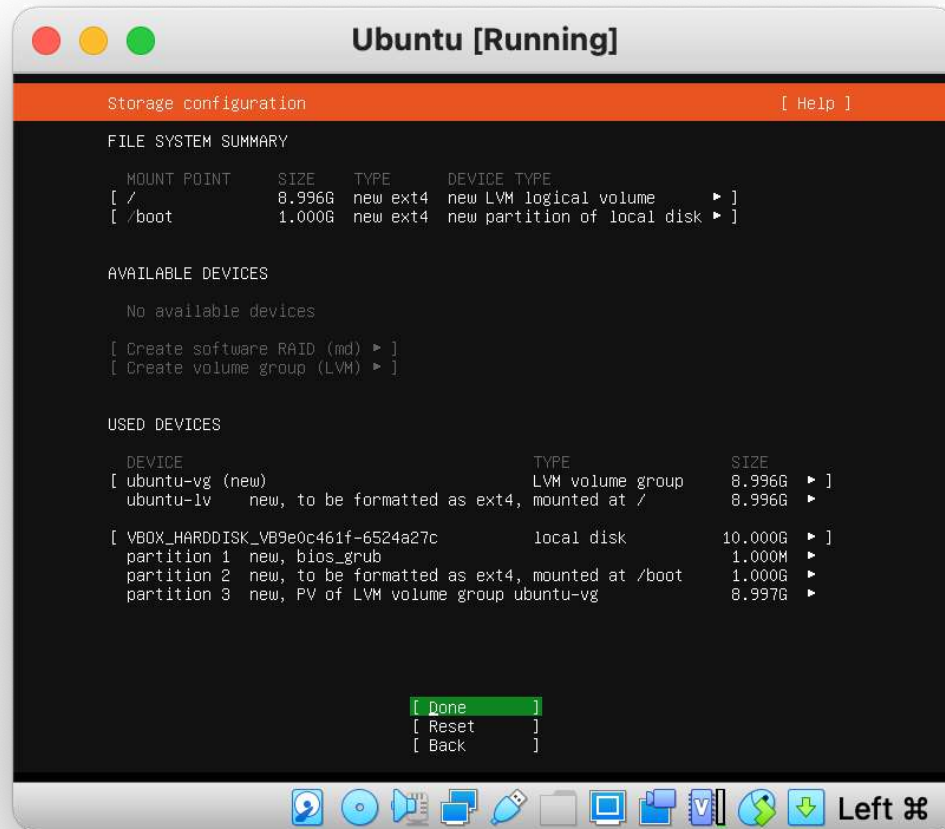 Ubuntu [Running]
Storage configuration [ Help ]
FILE SYSTEM SUMMARY
MOUNT POINT SIZE TYPE DEVICE TYPE
[ / 8.996G new ext4 new LVM logical volume ▸ ]
[ /boot 1.000G new ext4 new partition of local disk ▸ ]
AVAILABLE DEVICES
No available devices
[ Create software RAID (md) ▸ ]
[ Create volume group (LVM) ▸ ]
USED DEVICES
DEVICE TYPE SIZE
[ ubuntu-vg (new) LVM volume group 8.996G ▸ ]
ubuntu-lv new, to be formatted as ext4, mounted at / 8.996G ▸
[ VBOX_HARDDISK_VB9e0c461f-6524a27c local disk 10.000G ▸ ]
partition 1 new, bios_grub 1.000M ▸
partition 2 new, to be formatted as ext4, mounted at /boot 1.000G ▸
partition 3 new, PV of LVM volume group ubuntu-vg 8.997G ▸
[ Done ]
[ Reset ]
[ Back ]
Left ⌘